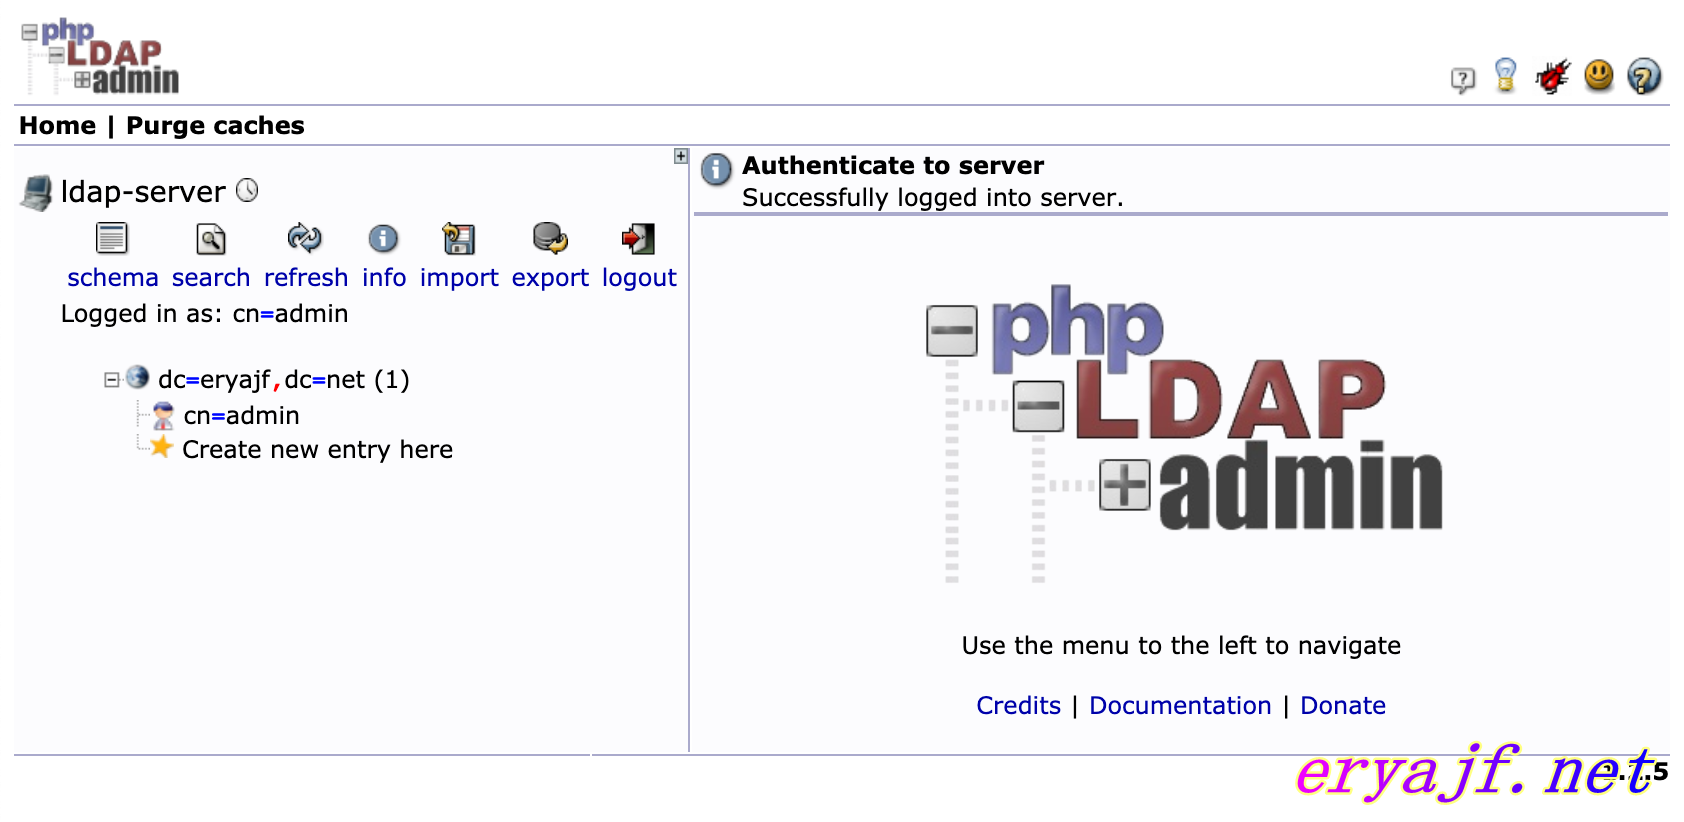 php
LDAP
admin
Home | Purge caches
ldap-server
schema search refresh info import export logout
Logged in as: cn=admin
dc=eryajf,dc=net (1)
cn=admin
Create new entry here
Authenticate to server
Successfully logged into server.
php
LDAP
admin
Use the menu to the left to navigate
Credits | Documentation | Donate
eryajf.net